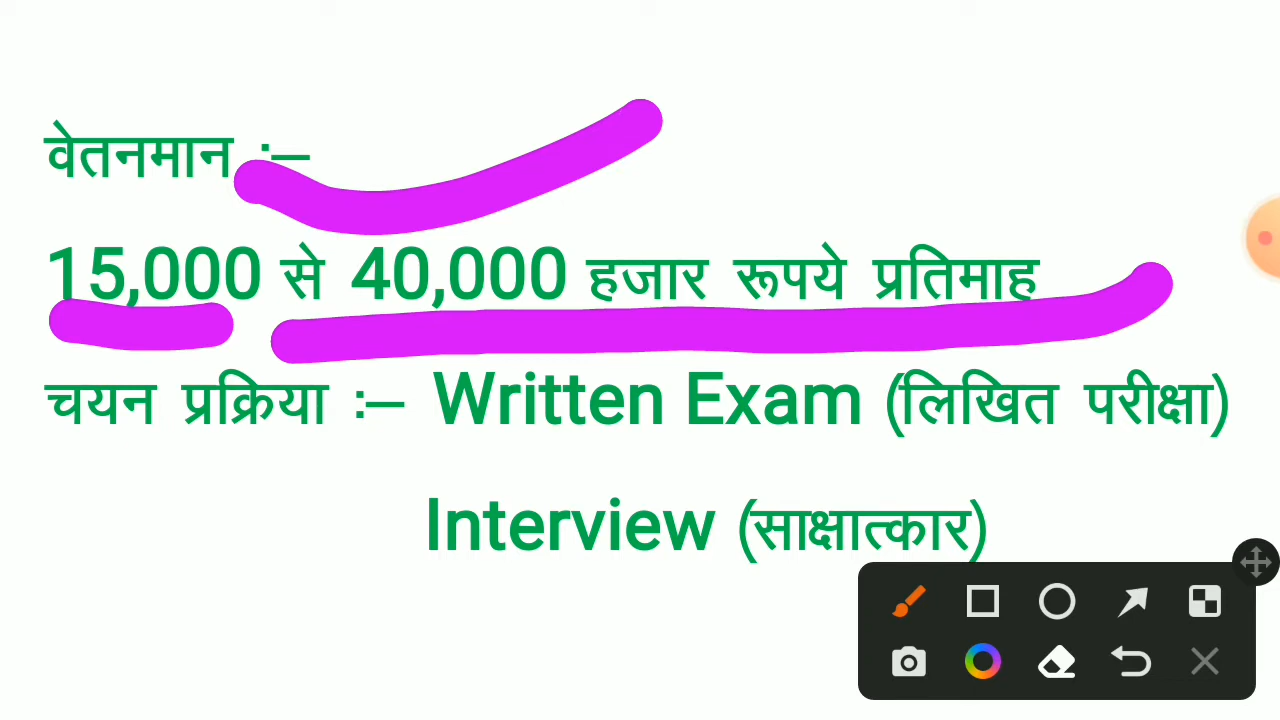 वेतनमान :–
15,000 से 40,000 हजार रूपये प्रतिमाह
चयन प्रक्रिया :– Written Exam (लिखित परीक्षा)
Interview (साक्षात्कार)